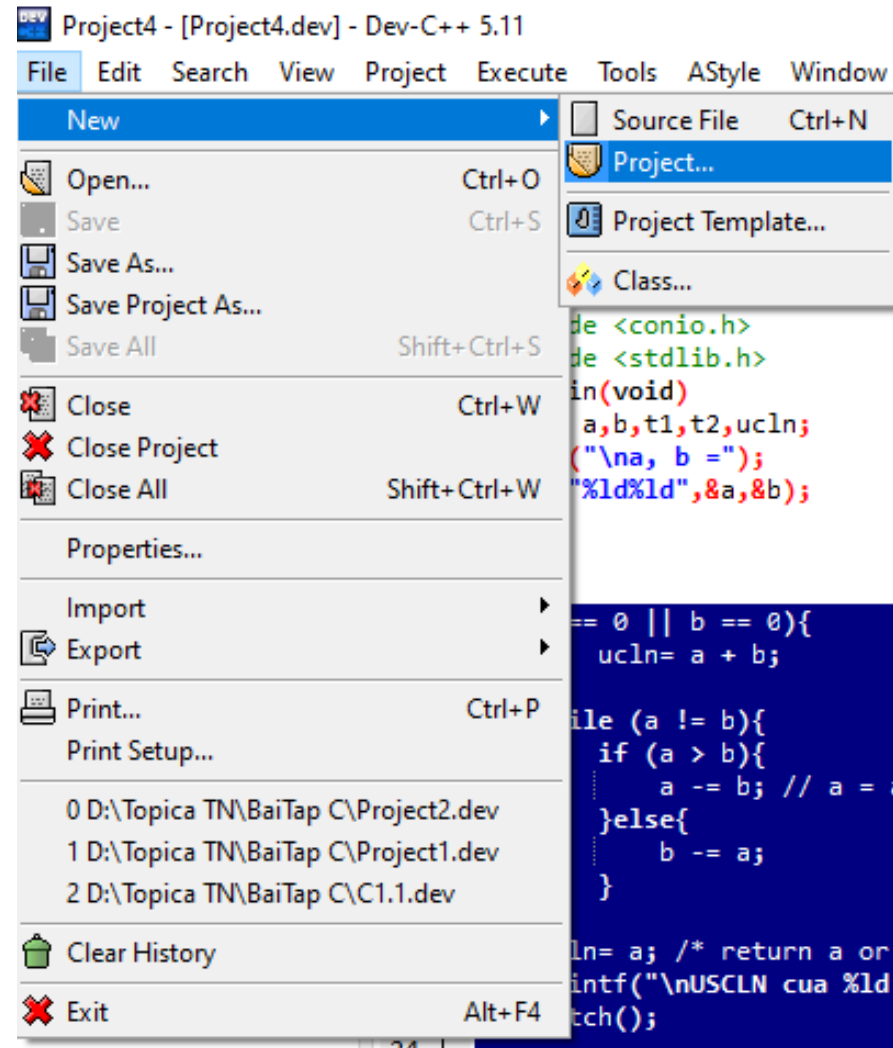 Project4 - [Project4.dev] - Dev-C++ 5.11
File Edit Search View Project Execute Tools AStyle Window
New
Open... Ctrl+O
Save Ctrl+S
Save As...
Save Project As...
Save All Shift+Ctrl+S
Close Ctrl+W
Close Project
Close All Shift+Ctrl+W
Properties...
Import
Export
Print... Ctrl+P
Print Setup...
0 D:\Topica TN\BaiTap C\Project2.dev
1 D:\Topica TN\BaiTap C\Project1.dev
2 D:\Topica TN\BaiTap C\C1.1.dev
Clear History
Exit Alt+F4
Source File Ctrl+N
Project...
Project Template...
Class...
de <conio.h>
de <stdlib.h>
in(void)
a,b,t1,t2,ucln;
("\na, b =");
"%ld%ld",&a,&b);
== 0 || b == 0){
ucln= a + b;
ile (a != b){
if (a > b){
a -= b; // a =
}else{
b -= a;
}
ln= a; /* return a or
intf("\nUSCLN cua %ld
tch();